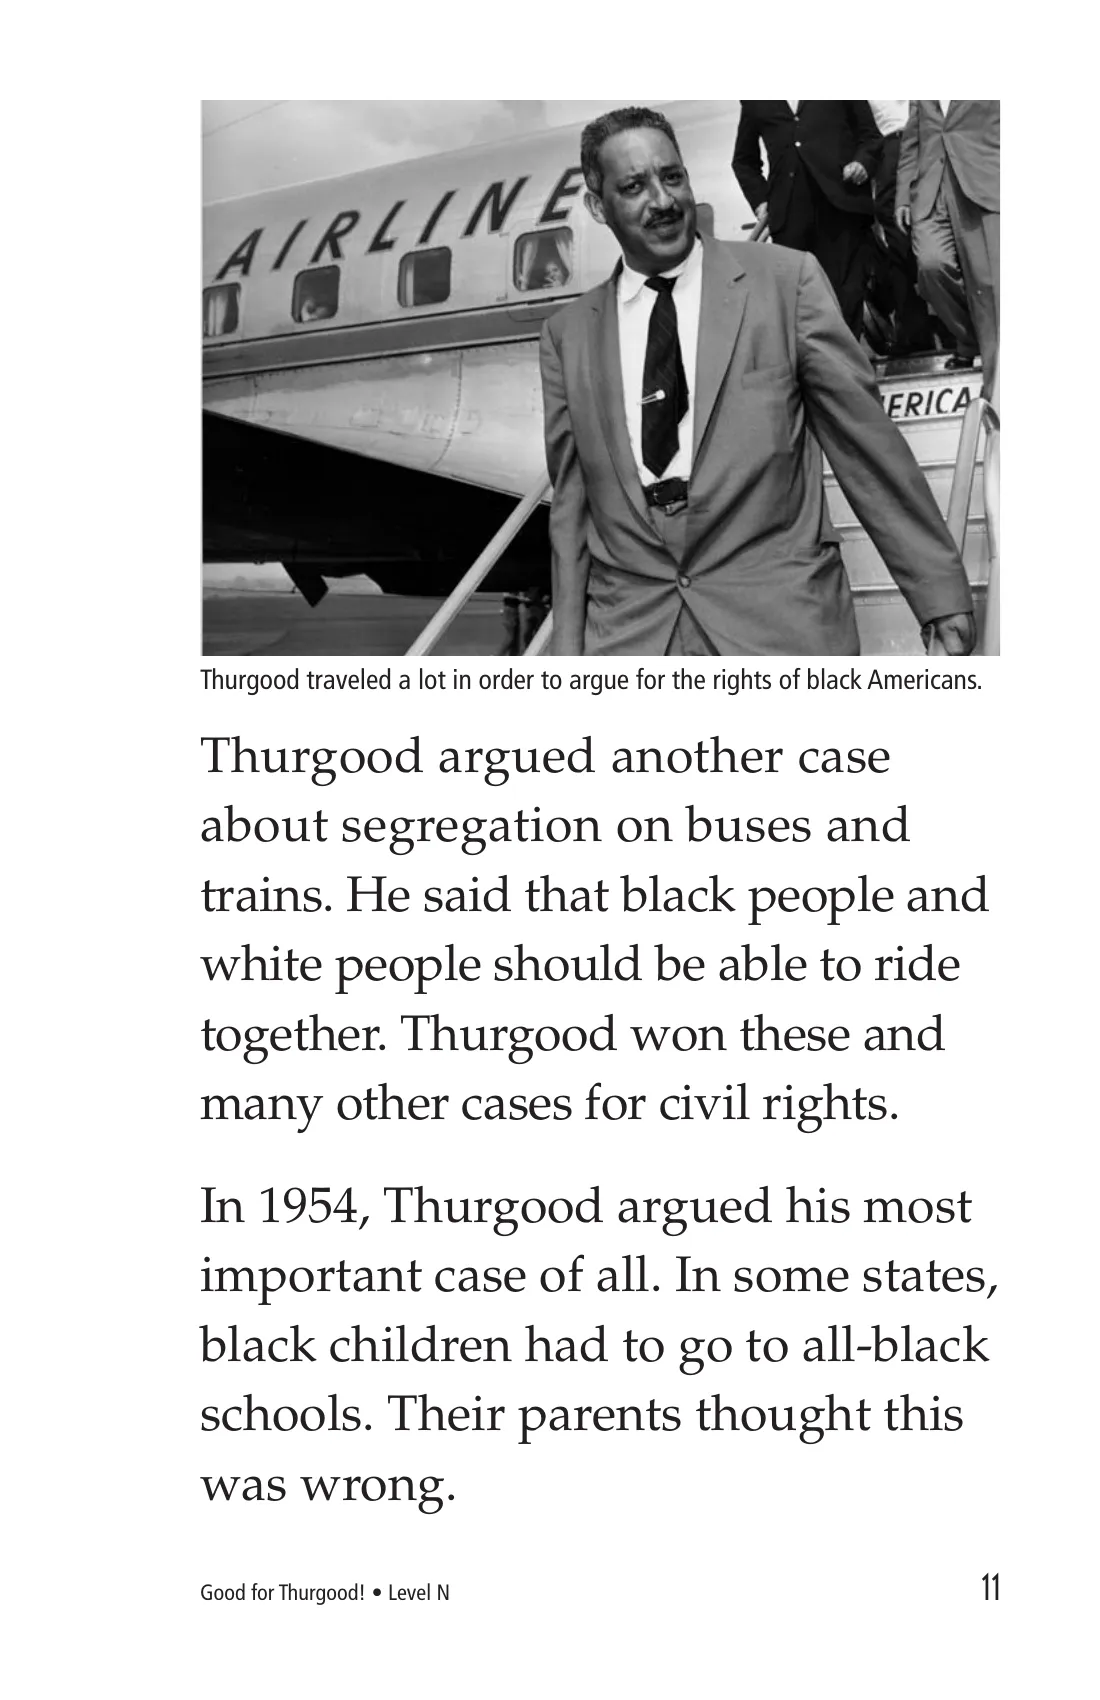 AIRLINE
ERICA
Thurgood traveled a lot in order to argue for the rights of black Americans.
Thurgood argued another case
about segregation on buses and
trains. He said that black people and
white people should be able to ride
together. Thurgood won these and
many other cases for civil rights.
In 1954, Thurgood argued his most
important case of all. In some states,
black children had to go to all-black
schools. Their parents thought this
was wrong.
Good for Thurgood! • Level N
11